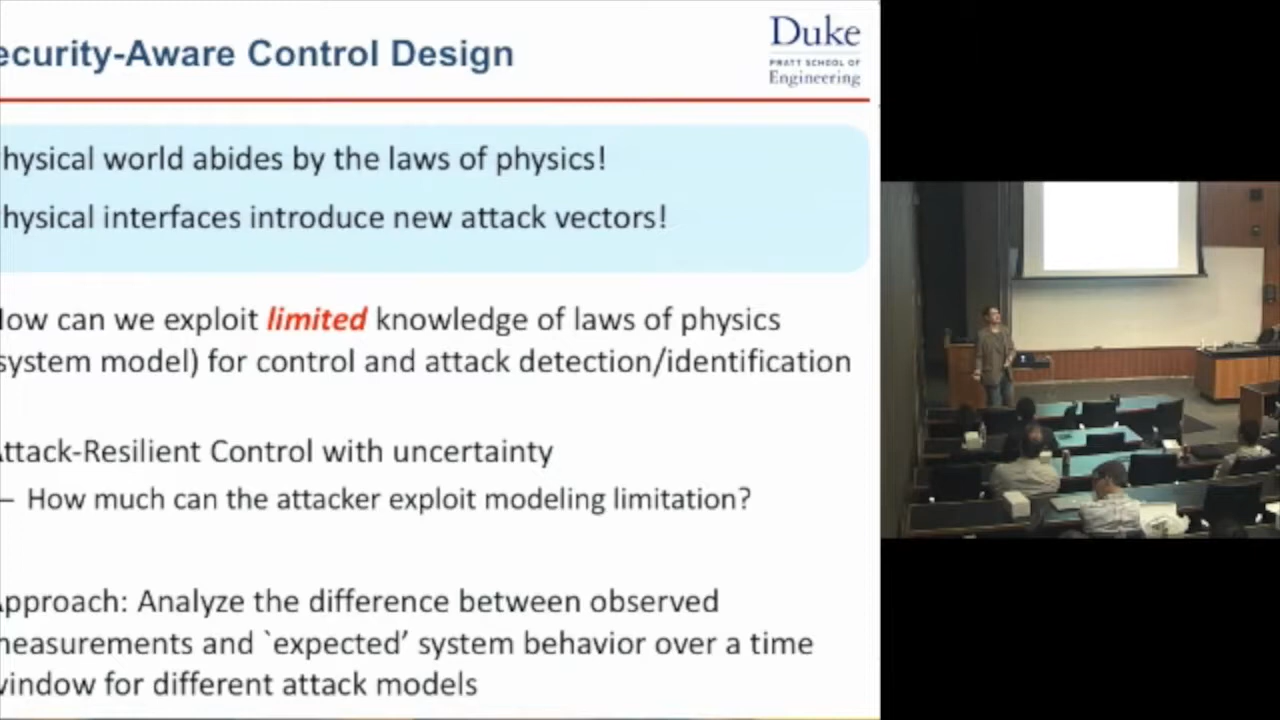 ecurity-Aware Control Design
Duke
PRATT SCHOOL OF
Engineering
hysical world abides by the laws of physics!
hysical interfaces introduce new attack vectors!
ow can we exploit limited knowledge of laws of physics
system model) for control and attack detection/identification
ttack-Resilient Control with uncertainty
– How much can the attacker exploit modeling limitation?
pproach: Analyze the difference between observed
measurements and `expected’ system behavior over a time
window for different attack models